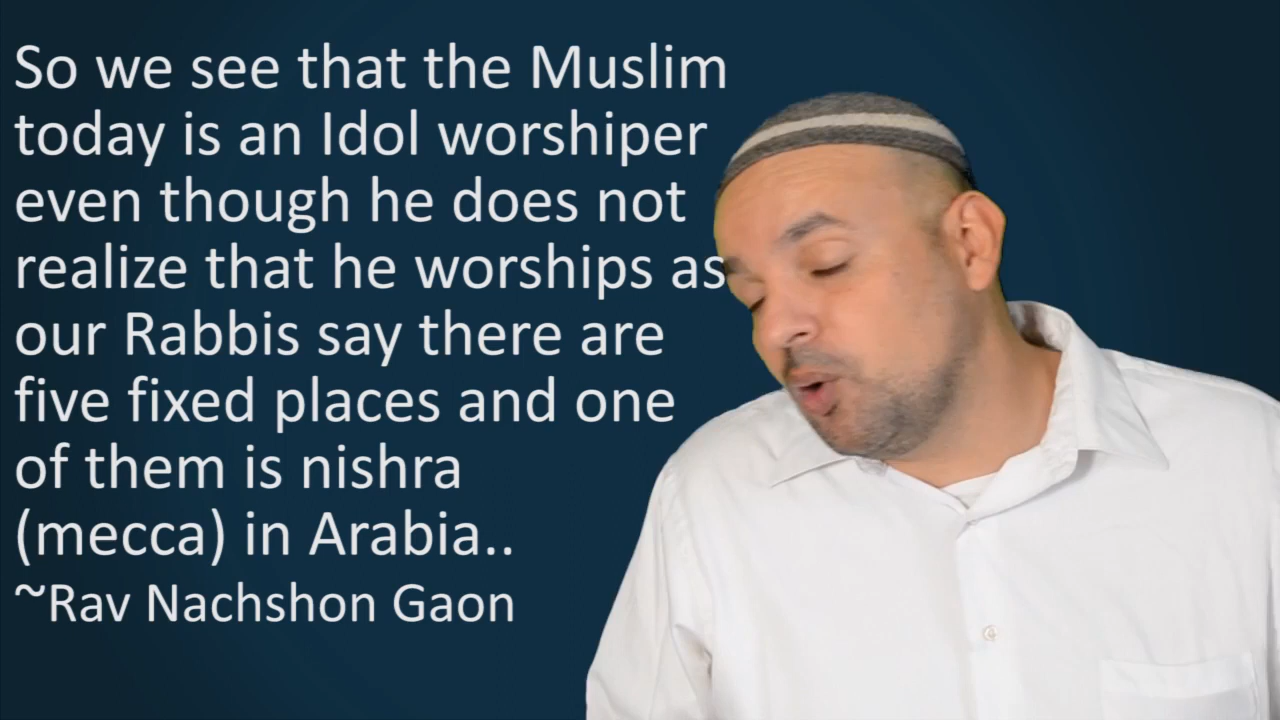 So we see that the Muslim
today is an Idol worshiper
even though he does not
realize that he worships as
our Rabbis say there are
five fixed places and one
of them is nishra
(mecca) in Arabia..
~Rav Nachshon Gaon